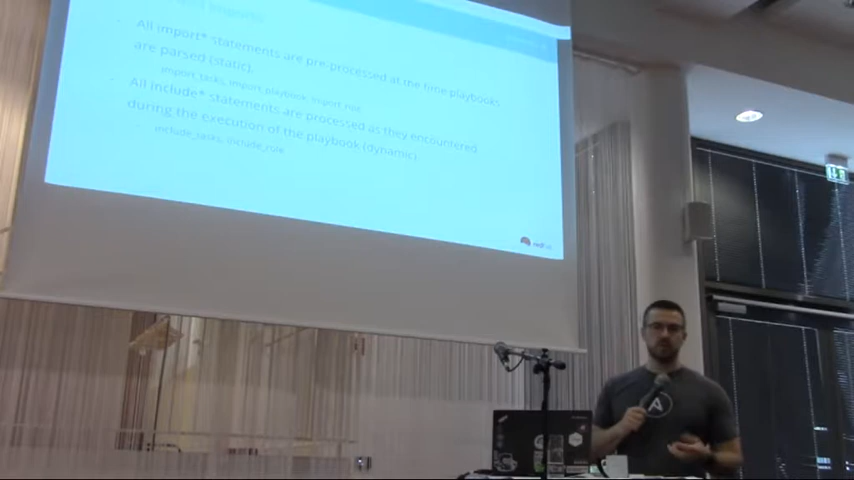 All import* statements are pre-processed at the time playbooks
are parsed (static).
import_tasks, import_playbook, import_role
All include* statements are processed as they encountered
during the execution of the playbook (dynamic).
include_tasks, include_role
redhat
A